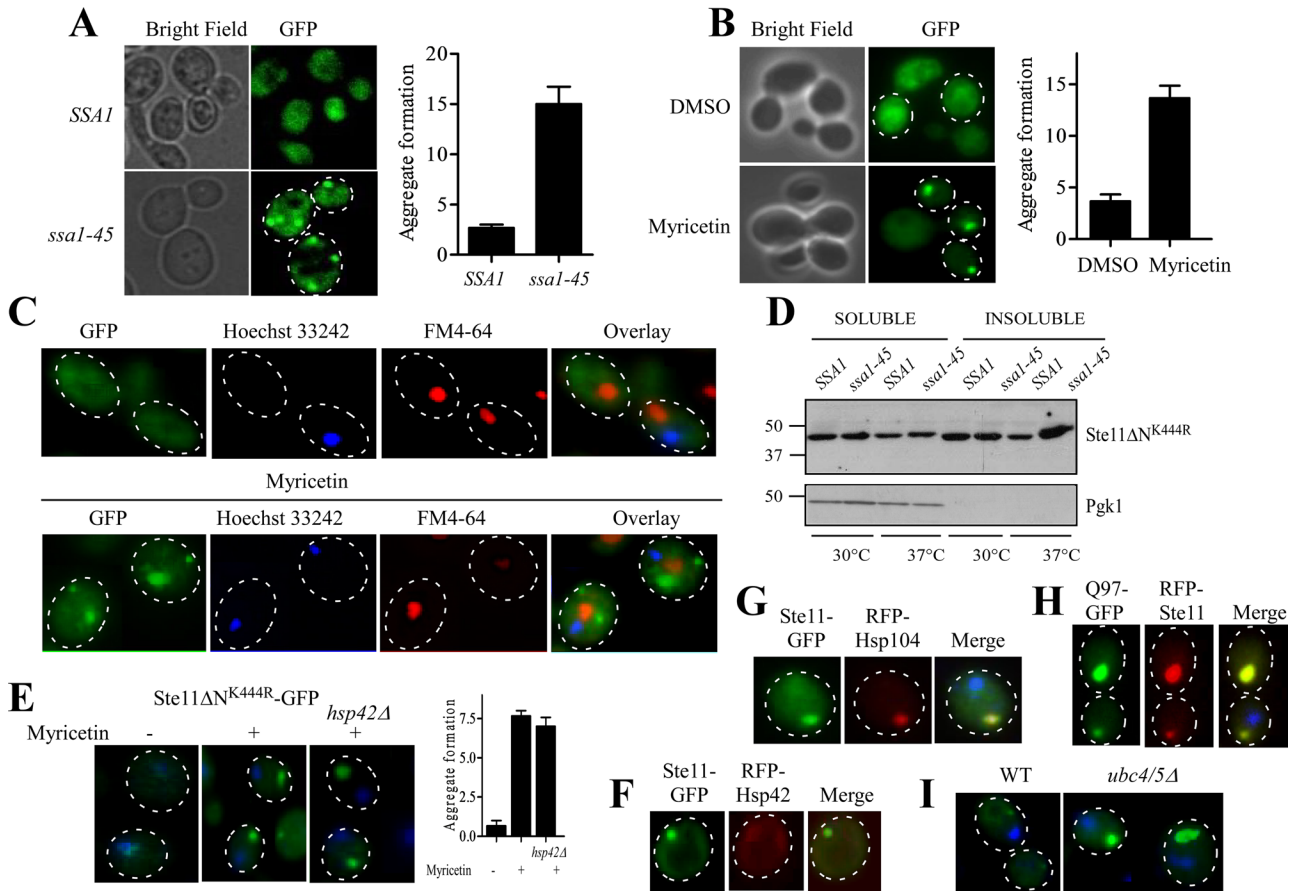 A
Bright Field GFP
SSA1
ssa1-45
Aggregate formation
20
15
10
5
0
SSA1 ssa1-45
B
Bright Field GFP
DMSO
Myricetin
Aggregate formation
15
10
5
0
DMSO Myricetin
C
GFP Hoechst 33242 FM4-64 Overlay
Myricetin
GFP Hoechst 33242 FM4-64 Overlay
D
SOLUBLE INSOLUBLE
SSA1 ssa1-45 SSA1 ssa1-45 SSA1 ssa1-45 SSA1 ssa1-45
50
37
Ste11ΔN^K444R
50
Pgk1
30°C 37°C 30°C 37°C
E
Ste11ΔN^K444R-GFP
hsp42Δ
Myricetin - + +
Aggregate formation
7.5
5.0
2.5
0.0
hsp42Δ
Myricetin - + +
F
Ste11-GFP RFP-Hsp42 Merge
G
Ste11-GFP RFP-Hsp104 Merge
H
Q97-GFP RFP-Ste11 Merge
I
WT ubc4/5Δ